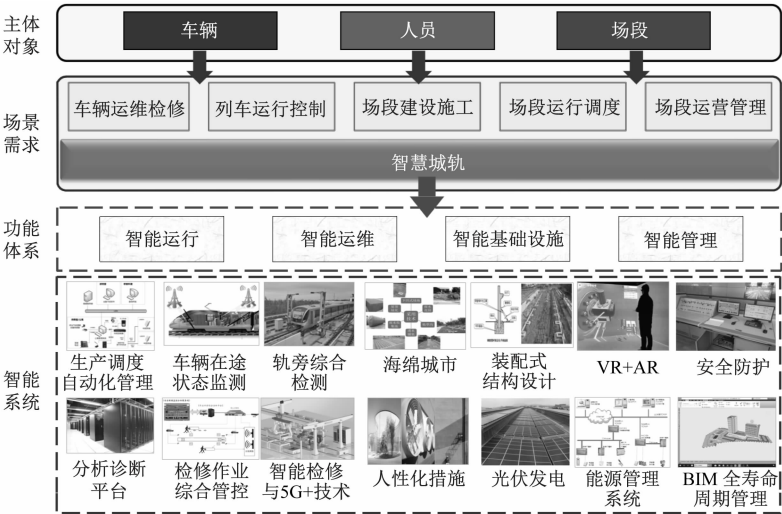 主体
对象
车辆
人员
场段
场景
需求
车辆运维检修
列车运行控制
场段建设施工
场段运行调度
场段运营管理
智慧城轨
功能
体系
智能运行
智能运维
智能基础设施
智能管理
智能
系统
生产调度
自动化管理
车辆在途
状态监测
轨旁综合
检测
海绵城市
装配式
结构设计
VR+AR
安全防护
分析诊断
平台
检修作业
综合管控
智能检修
与5G+技术
人性化措施
光伏发电
能源管理
系统
BIM 全寿命
周期管理